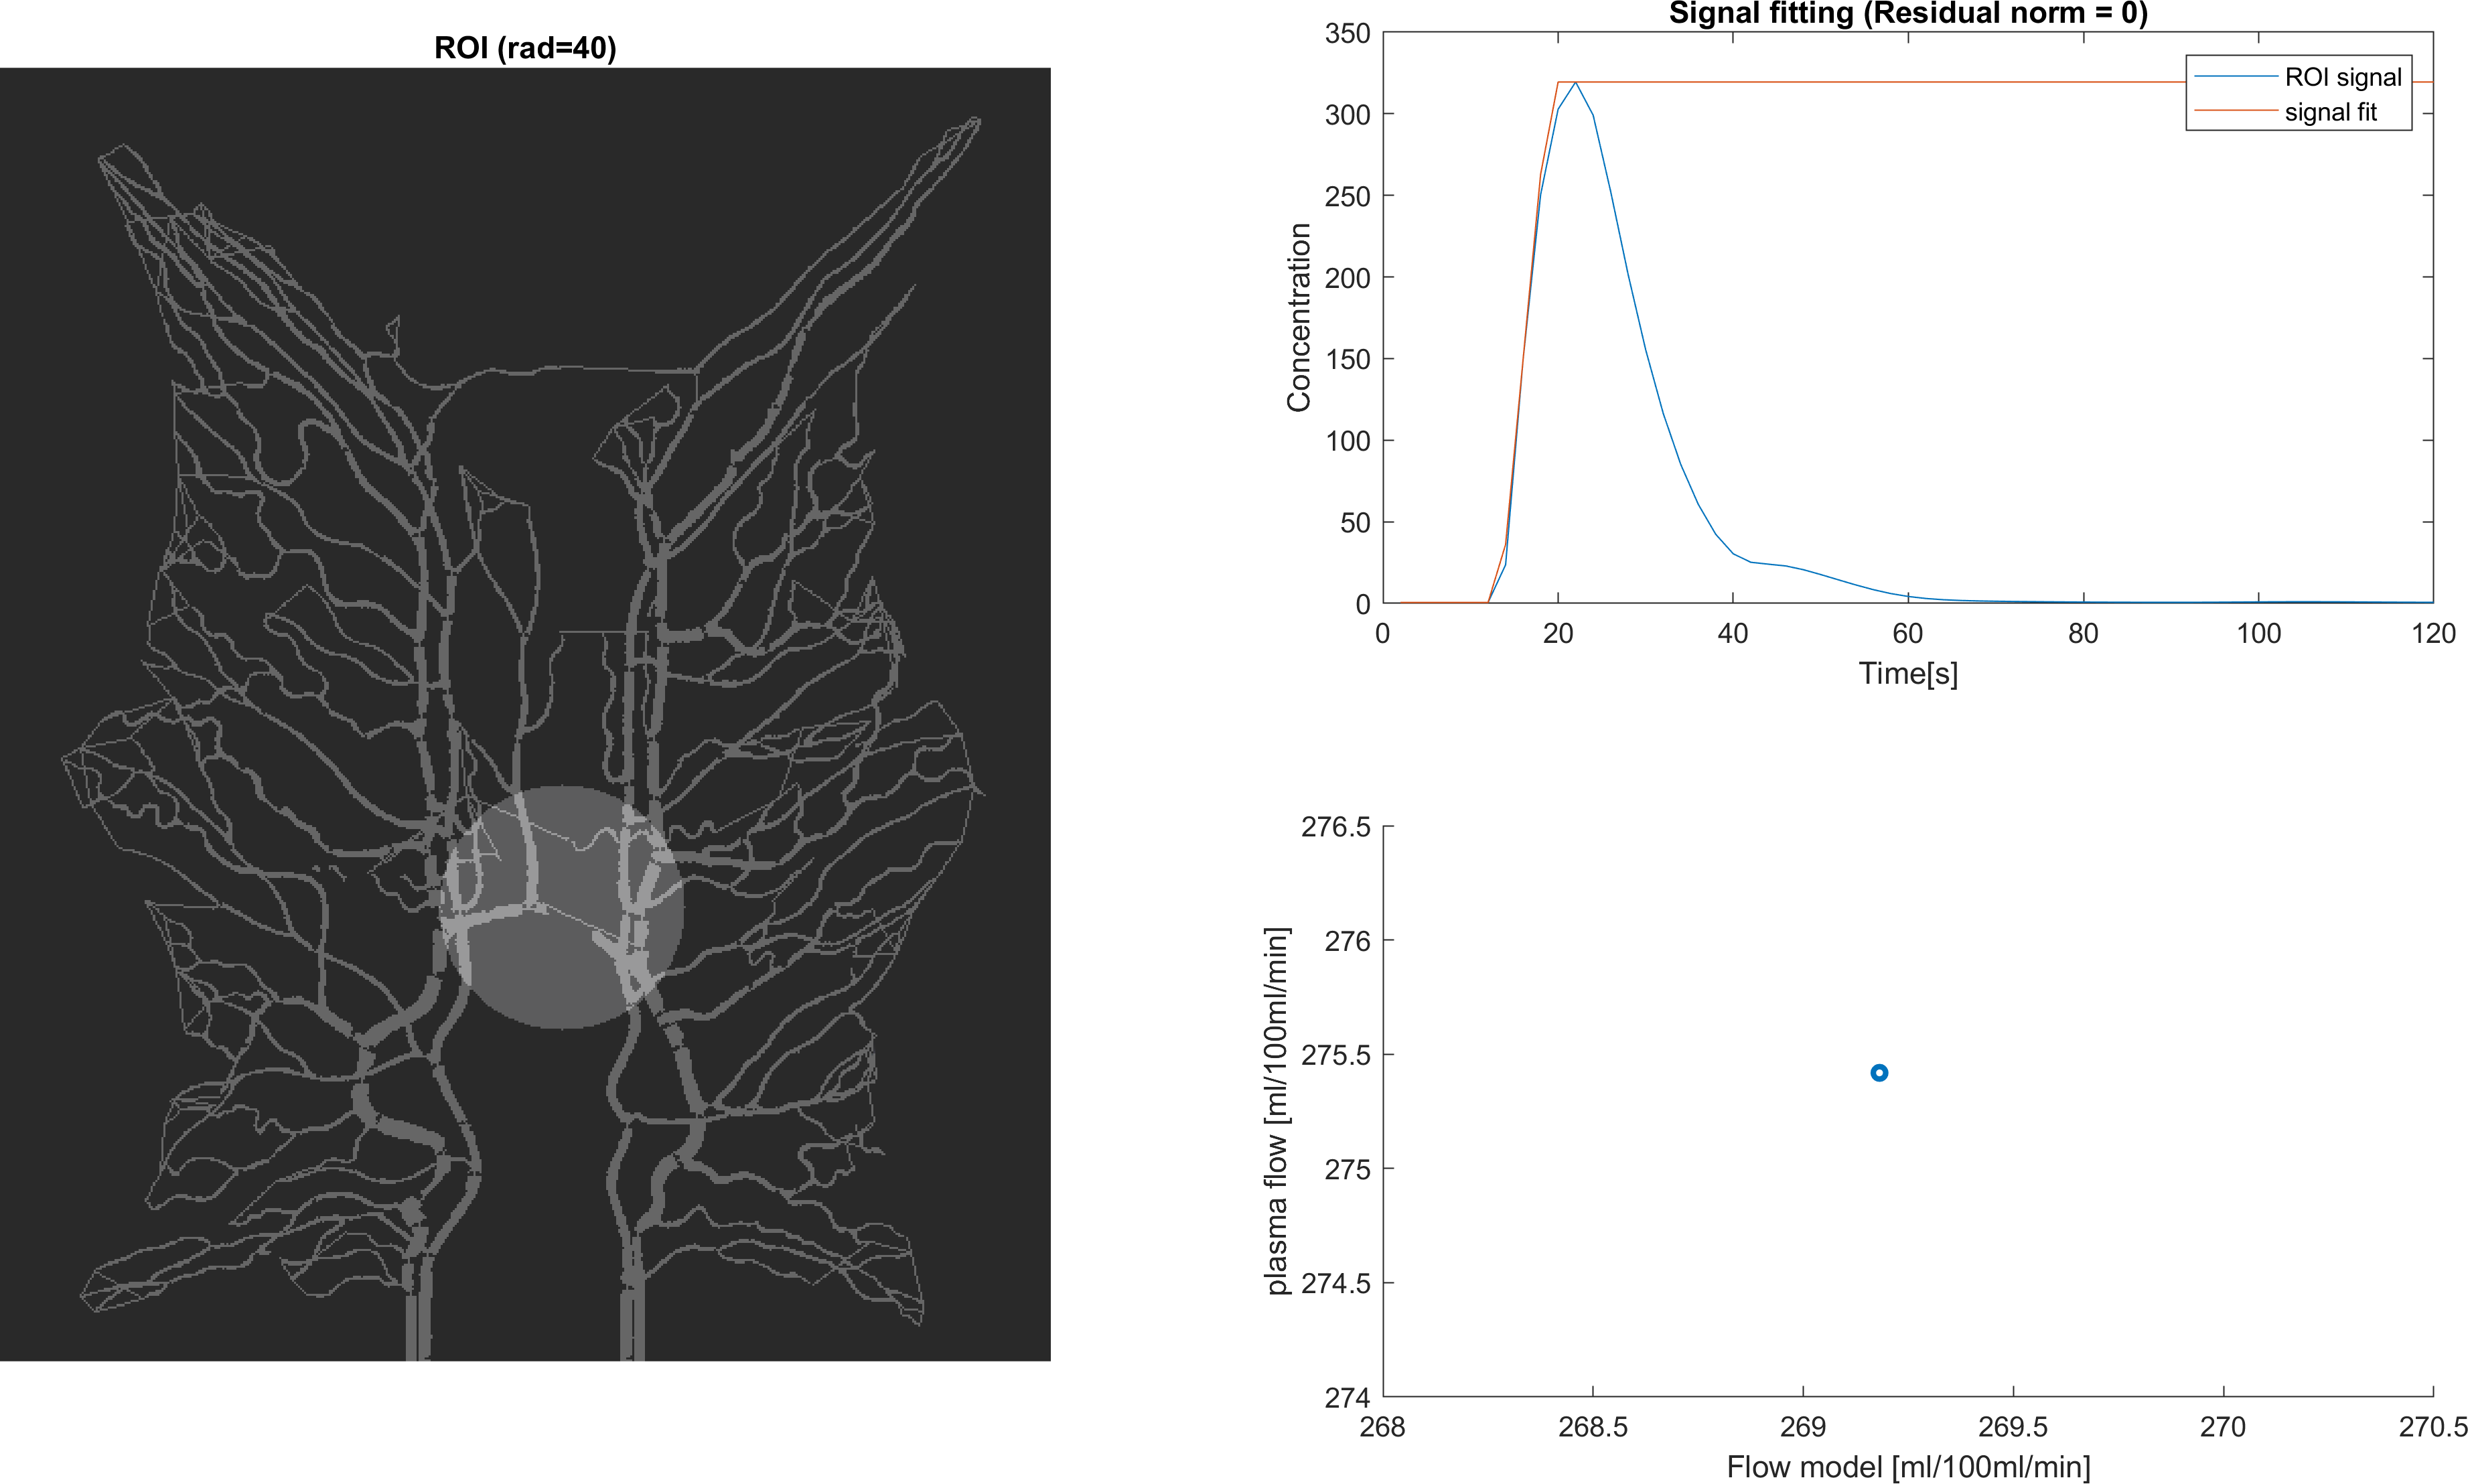 ROI (rad=40)
Signal fitting (Residual norm = 0)
350
300
250
200
150
100
50
0
Concentration
ROI signal
signal fit
0 20 40 60 80 100 120
Time[s]
276.5
276
275.5
275
274.5
274
plasma flow [ml/100ml/min]
268 268.5 269 269.5 270 270.5
Flow model [ml/100ml/min]